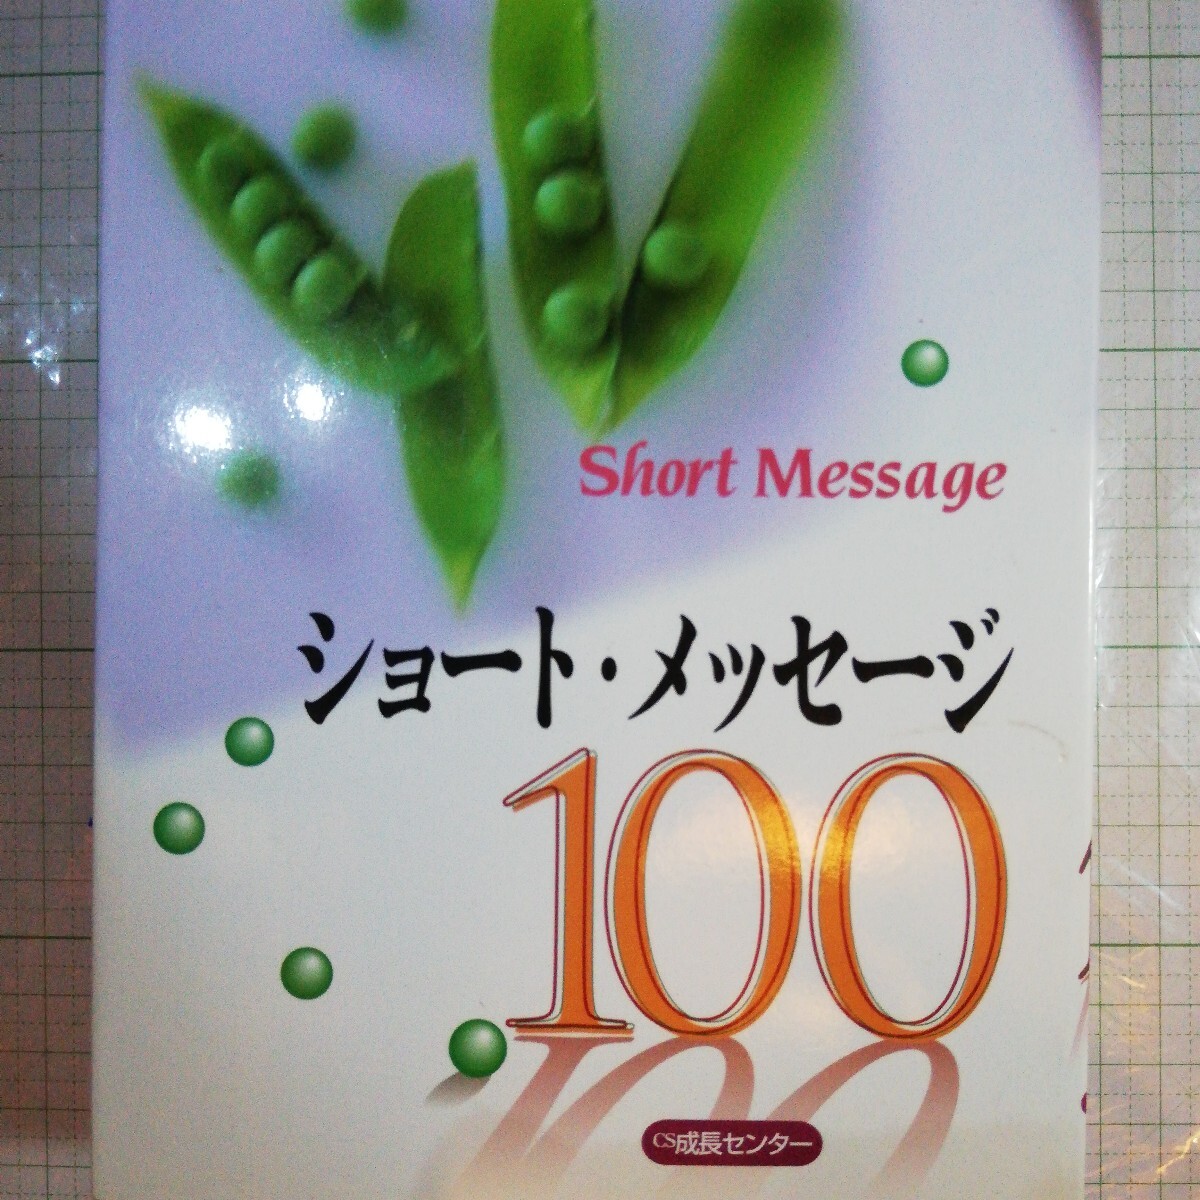 Short Message
ショート・メッセージ
100
CS成長センター